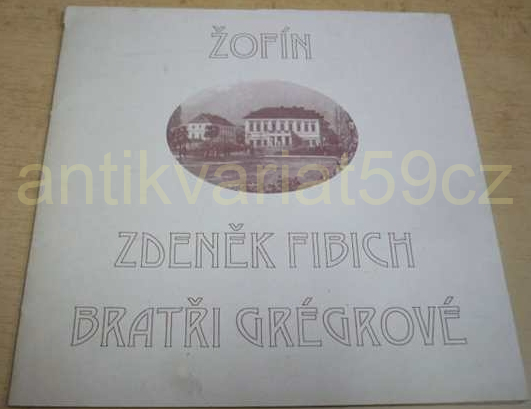 ŽOFÍN
antikvariat59cz
ZDENĚK FIBICH
BRATŘI GRÉGROVÉ